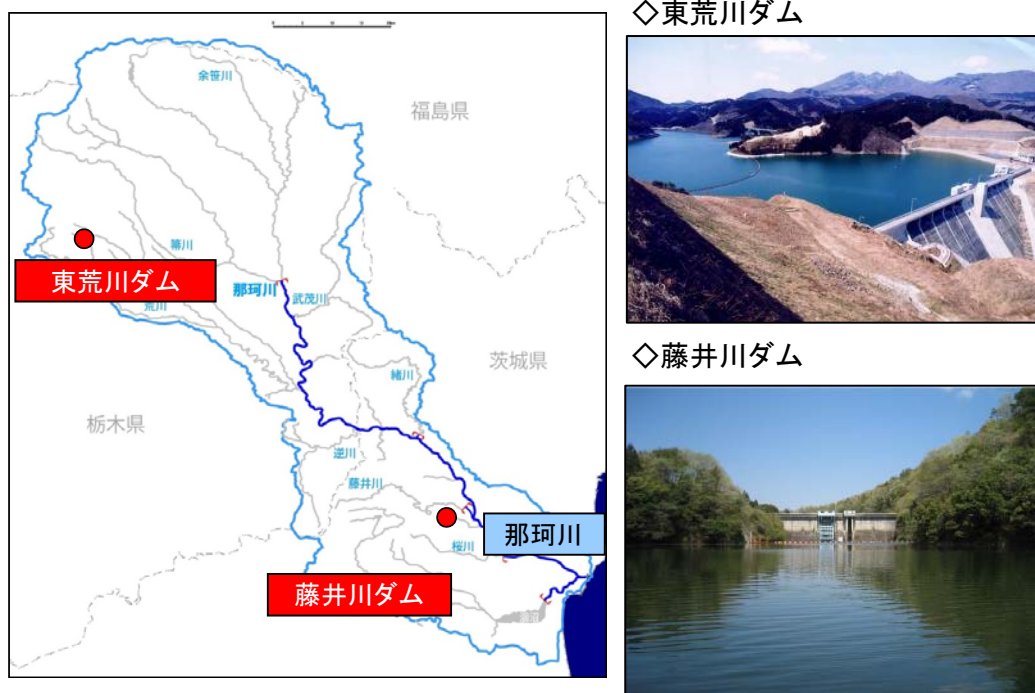 余笹川
福島県
箒川
東荒川ダム
那珂川
武茂川
荒川
茨城県
緒川
栃木県
逆川
藤井川
那珂川
桜川
藤井川ダム
◇東荒川ダム
◇藤井川ダム